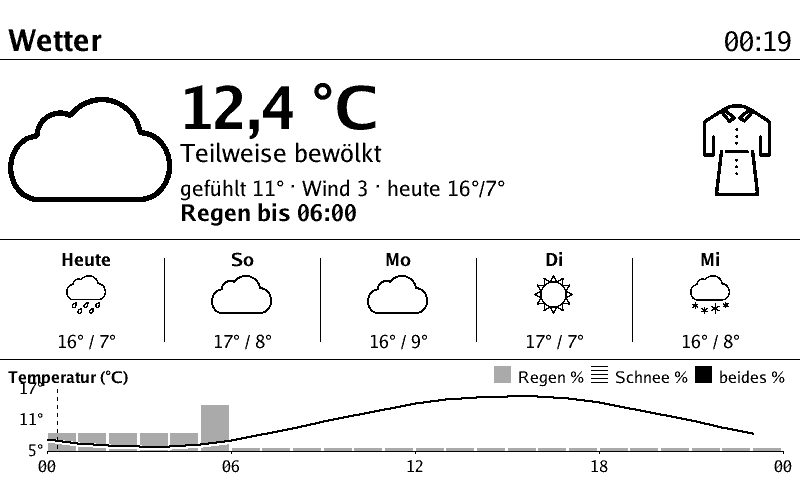 Wetter
00:19
12,4 °C
Teilweise bewölkt
gefühlt 11° · Wind 3 · heute 16°/7°
Regen bis 06:00
Heute So Mo Di Mi
16° / 7° 17° / 8° 16° / 9° 17° / 7° 16° / 8°
Temperatur (°C) Regen % Schnee % beides %
17°
11°
5°
00 06 12 18 00